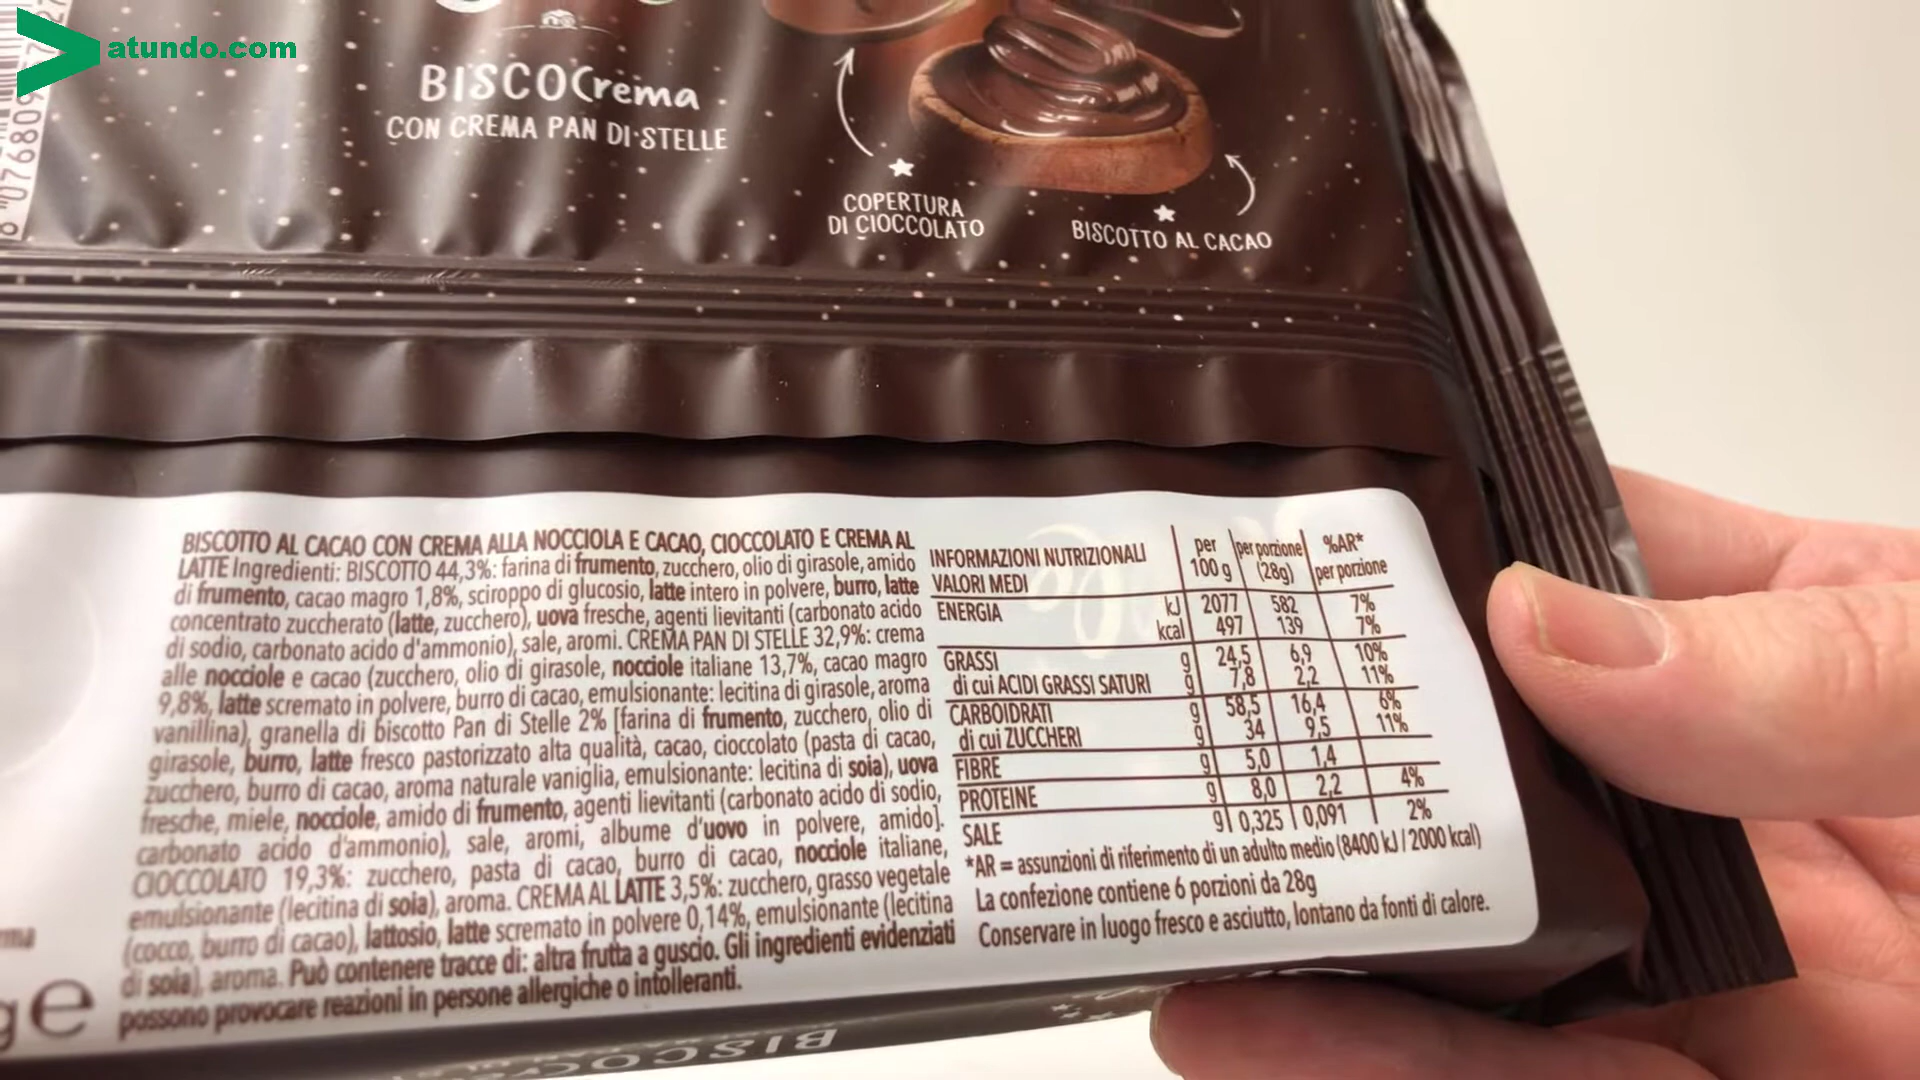 atundo.com
BISCOCrema
CON CREMA PAN DI STELLE
COPERTURA
DI CIOCCOLATO
BISCOTTO AL CACAO
BISCOTTO AL CACAO CON CREMA ALLA NOCCIOLA E CACAO, CIOCCOLATO E CREMA AL
LATTE Ingredienti: BISCOTTO 44,3%: farina di frumento, zucchero, olio di girasole, amido
di frumento, cacao magro 1,8%, sciroppo di glucosio, latte intero in polvere, burro, latte
concentrato zuccherato (latte, zucchero), uova fresche, agenti lievitanti (carbonato acido
di sodio, carbonato acido d'ammonio), sale, aromi. CREMA PAN DI STELLE 32,9%: crema
alle nocciole e cacao (zucchero, olio di girasole, nocciole italiane 13,7%, cacao magro
9,8%, latte scremato in polvere, burro di cacao, emulsionante: lecitina di girasole, aroma
vanillina), granella di biscotto Pan di Stelle 2% [farina di frumento, zucchero, olio di
girasole, burro, latte fresco pastorizzato alta qualità, cacao, cioccolato (pasta di cacao,
zucchero, burro di cacao, aroma naturale vaniglia, emulsionante: lecitina di soia), uova
fresche, miele, nocciole, amido di frumento, agenti lievitanti (carbonato acido di sodio,
carbonato acido d'ammonio), sale, aromi, albume d'uovo in polvere, amido].
CIOCCOLATO 19,3%: zucchero, pasta di cacao, burro di cacao, nocciole italiane,
emulsionante (lecitina di soia), aroma. CREMA AL LATTE 3,5%: zucchero, grasso vegetale
(cocco, burro di cacao), lattosio, latte scremato in polvere 0,14%, emulsionante (lecitina
di soia), aroma. Può contenere tracce di: altra frutta a guscio. Gli ingredienti evidenziati
possono provocare reazioni in persone allergiche o intolleranti.
INFORMAZIONI NUTRIZIONALI per per porzione %AR*
VALORI MEDI 100 g (28g) per porzione
ENERGIA kJ 2077 582 7%
kcal 497 139 7%
GRASSI g 24,5 6,9 10%
di cui ACIDI GRASSI SATURI g 7,8 2,2 11%
CARBOIDRATI g 58,5 16,4 6%
di cui ZUCCHERI g 34 9,5 11%
FIBRE g 5,0 1,4
PROTEINE g 8,0 2,2 4%
SALE g 0,325 0,091 2%
*AR = assunzioni di riferimento di un adulto medio (8400 kJ / 2000 kcal)
La confezione contiene 6 porzioni da 28g
Conservare in luogo fresco e asciutto, lontano da fonti di calore.